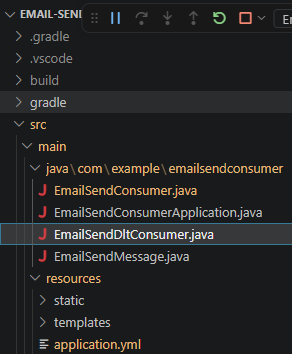 EMAIL-SEN
E
.gradle
.vscode
build
gradle
src
main
java\com\example\emailsendconsumer
J EmailSendConsumer.java
J EmailSendConsumerApplication.java
J EmailSendDltConsumer.java
J EmailSendMessage.java
resources
static
templates
application.yml